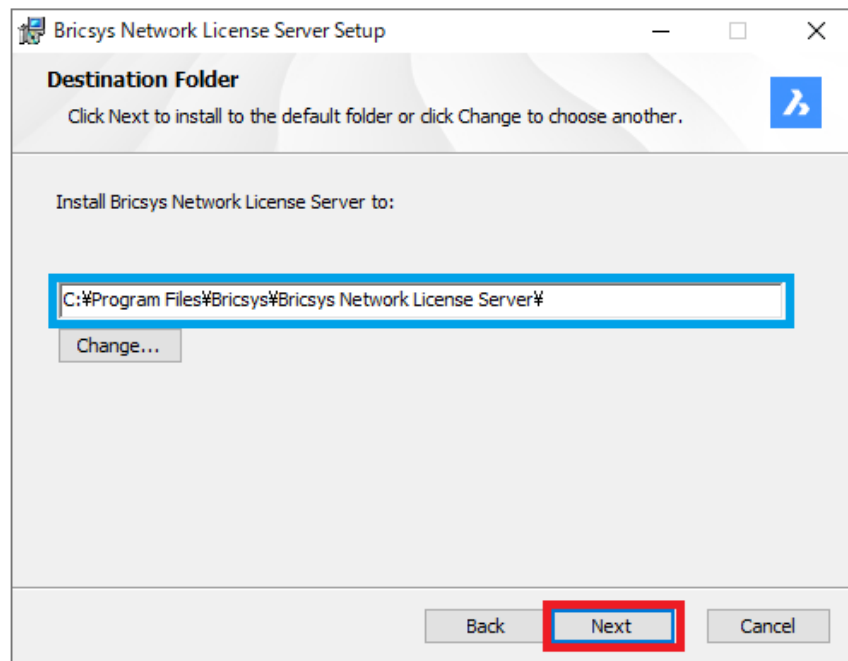 Bricsys Network License Server Setup
Destination Folder
Click Next to install to the default folder or click Change to choose another.
Install Bricsys Network License Server to:
C:¥Program Files¥Bricsys¥Bricsys Network License Server¥
Change...
Back Next Cancel